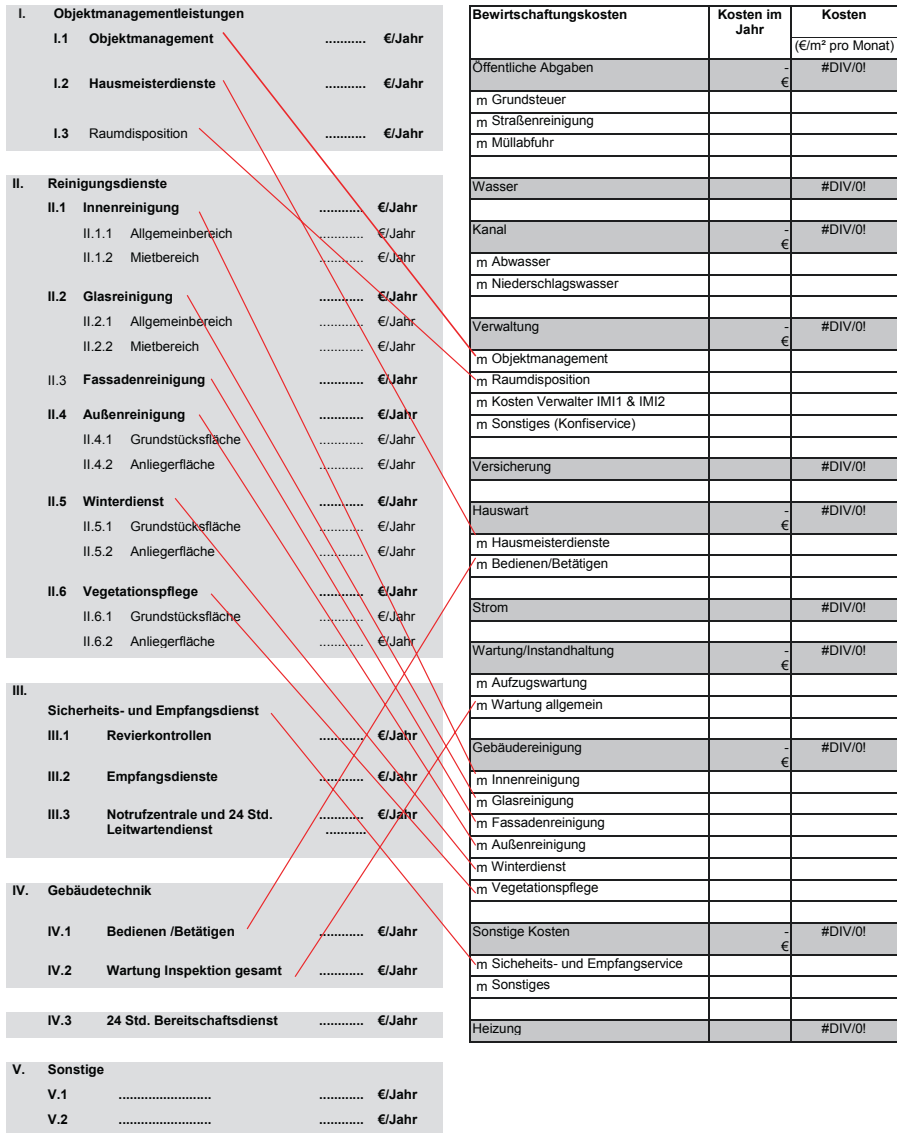 I. Objektmanagementleistungen
I.1 Objektmanagement ........... €/Jahr
I.2 Hausmeisterdienste ........... €/Jahr
I.3 Raumdisposition ........... €/Jahr
II. Reinigungsdienste
II.1 Innenreinigung ............ €/Jahr
II.1.1 Allgemeinbereich ............ €/Jahr
II.1.2 Mietbereich ............ €/Jahr
II.2 Glasreinigung ............ €/Jahr
II.2.1 Allgemeinbereich ............ €/Jahr
II.2.2 Mietbereich ............ €/Jahr
II.3 Fassadenreinigung ............ €/Jahr
II.4 Außenreinigung ............ €/Jahr
II.4.1 Grundstücksfläche ............ €/Jahr
II.4.2 Anliegerfläche ............ €/Jahr
II.5 Winterdienst ............ €/Jahr
II.5.1 Grundstücksfläche ............ €/Jahr
II.5.2 Anliegerfläche ............ €/Jahr
II.6 Vegetationspflege ............ €/Jahr
II.6.1 Grundstücksfläche ............ €/Jahr
II.6.2 Anliegerfläche ............ €/Jahr
III.
Sicherheits- und Empfangsdienst
III.1 Revierkontrollen ............ €/Jahr
III.2 Empfangsdienste ............ €/Jahr
III.3 Notrufzentrale und 24 Std. ............ €/Jahr
Leitwartendienst ...........
IV. Gebäudetechnik
IV.1 Bedienen /Betätigen ............ €/Jahr
IV.2 Wartung Inspektion gesamt ............ €/Jahr
IV.3 24 Std. Bereitschaftsdienst ............ €/Jahr
V. Sonstige
V.1 ......................... ............ €/Jahr
V.2 ......................... ............ €/Jahr
Bewirtschaftungskosten Kosten im Kosten
Jahr
(€/m² pro Monat)
Öffentliche Abgaben - #DIV/0!
€
m Grundsteuer
m Straßenreinigung
m Müllabfuhr
Wasser #DIV/0!
Kanal - #DIV/0!
€
m Abwasser
m Niederschlagswasser
Verwaltung - #DIV/0!
€
m Objektmanagement
m Raumdisposition
m Kosten Verwalter IMI1 & IMI2
m Sonstiges (Konfiservice)
Versicherung #DIV/0!
Hauswart - #DIV/0!
€
m Hausmeisterdienste
m Bedienen/Betätigen
Strom #DIV/0!
Wartung/Instandhaltung - #DIV/0!
€
m Aufzugswartung
m Wartung allgemein
Gebäudereinigung - #DIV/0!
€
m Innenreinigung
m Glasreinigung
m Fassadenreinigung
m Außenreinigung
m Winterdienst
m Vegetationspflege
Sonstige Kosten - #DIV/0!
€
m Sicheheits- und Empfangservice
m Sonstiges
Heizung #DIV/0!